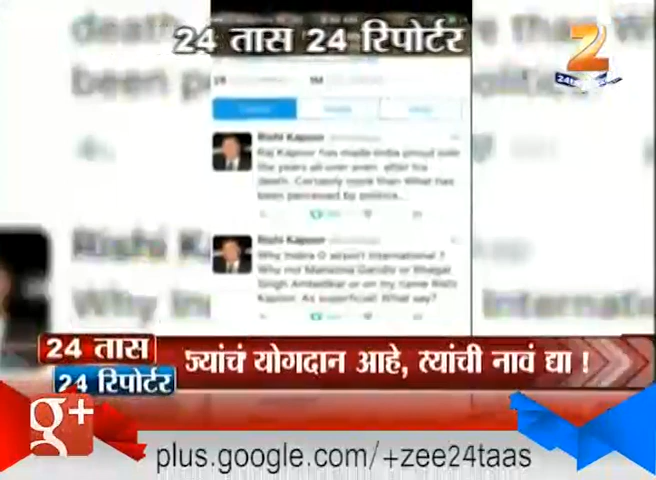 24 तास 24 रिपोर्टर
24 तास
Rishi Kapoor
Raj Kapoor has made India proud over
the years all over even after his
death. Certainly more than What has
been perceived by politics.
Rishi Kapoor
Why Indira G airport International ?
Why not Mahatma Gandhi or Bhagat
Singh Ambedkar or on my name Rishi
Kapoor. As superficial! What say?
24 तास
24 रिपोर्टर
ज्यांचं योगदान आहे, त्यांची नावं द्या !
g+
plus.google.com/+zee24taas